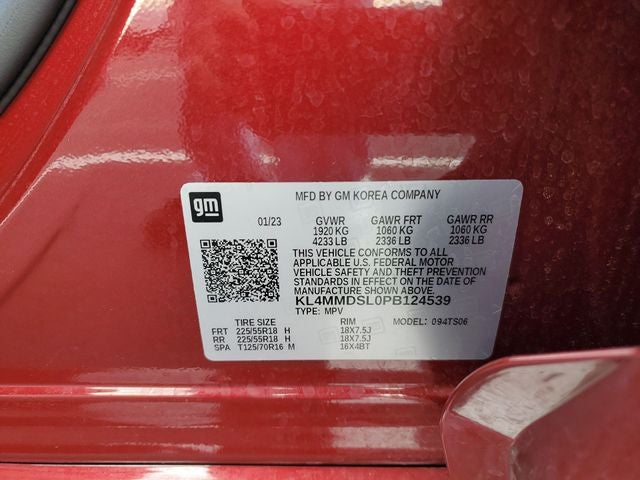 gm
MFD BY GM KOREA COMPANY
01/23 GVWR GAWR FRT GAWR RR
1920 KG 1060 KG 1060 KG
4233 LB 2336 LB 2336 LB
THIS VEHICLE CONFORMS TO ALL
APPLICABLE U.S. FEDERAL MOTOR
VEHICLE SAFETY AND THEFT PREVENTION
STANDARDS IN EFFECT ON THE DATE OF
MANUFACTURE SHOWN ABOVE.
KL4MMDSL0PB124539
TYPE: MPV
TIRE SIZE RIM MODEL: 094TS06
FRT 225/55R18 H 18X7.5J
RR 225/55R18 H 18X7.5J
SPA T125/70R16 M 16X4BT